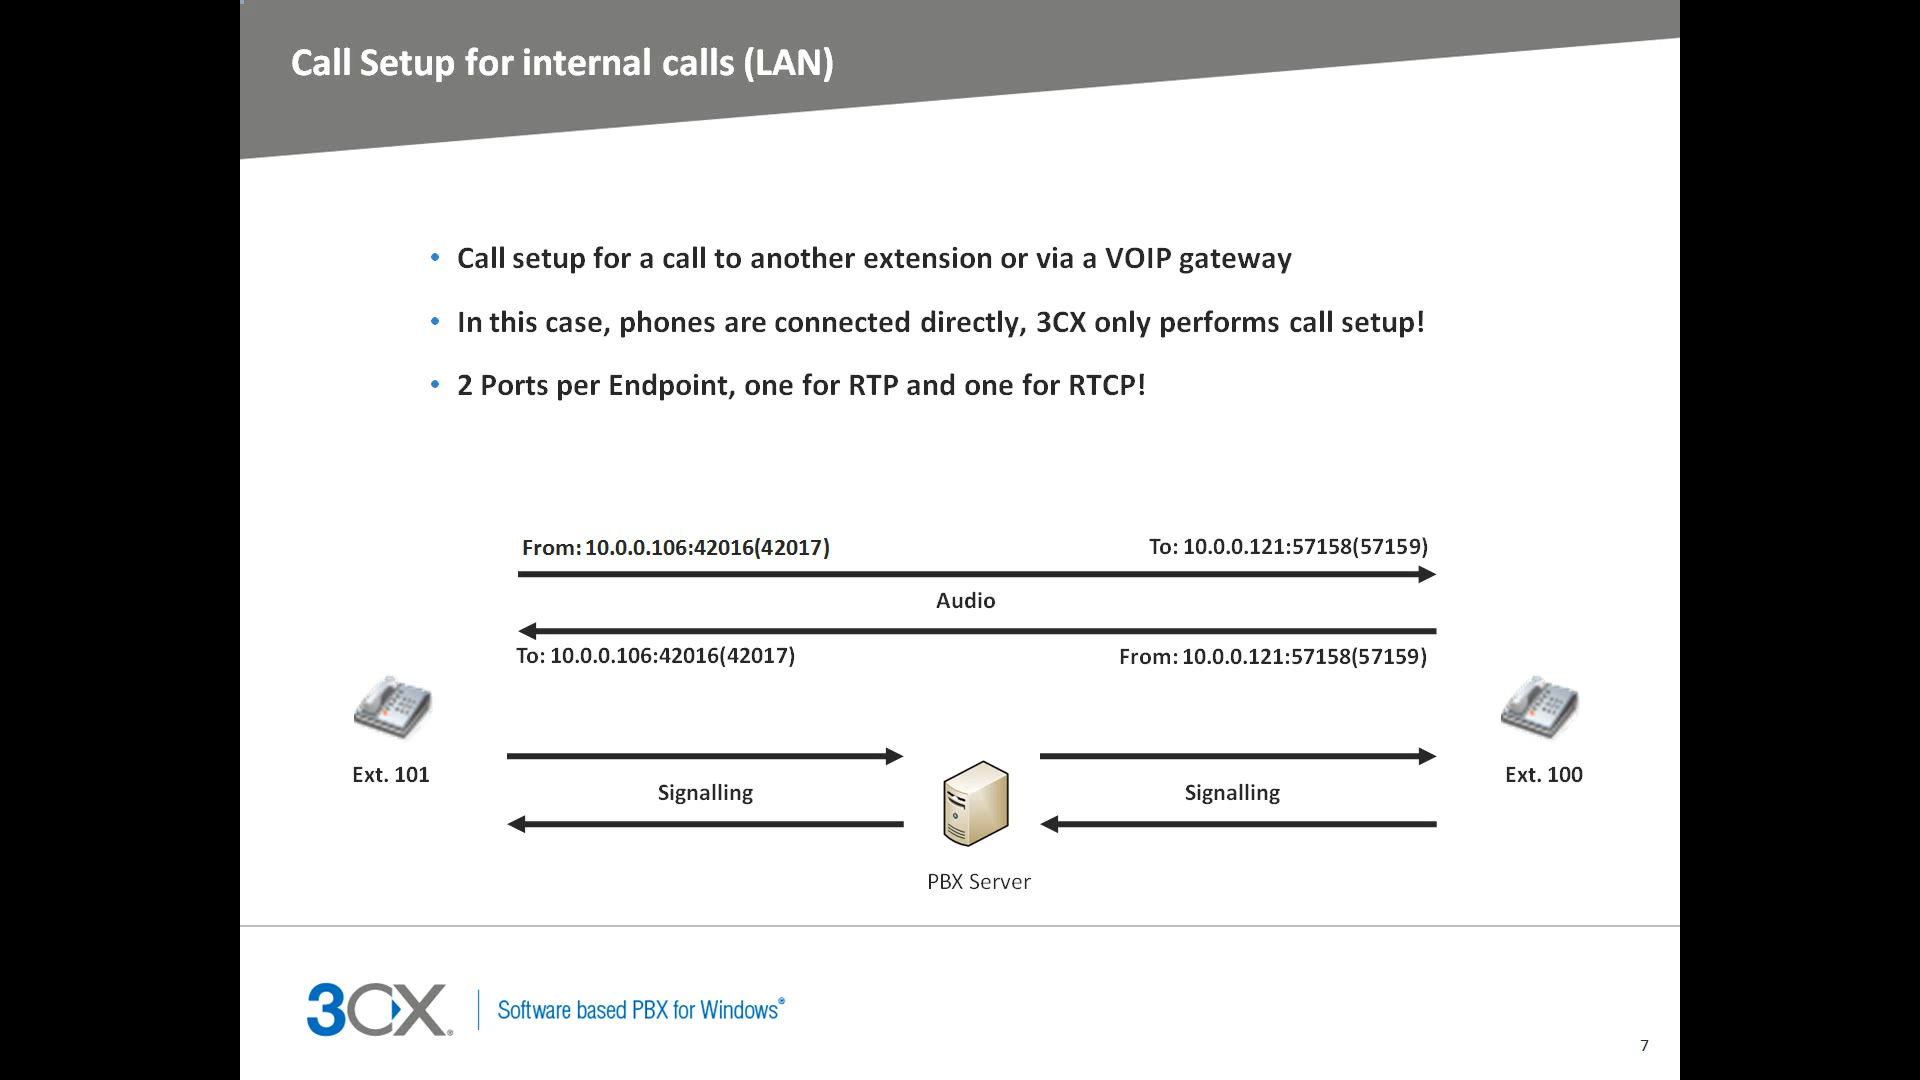 Call Setup for internal calls (LAN)
• Call setup for a call to another extension or via a VOIP gateway
• In this case, phones are connected directly, 3CX only performs call setup!
• 2 Ports per Endpoint, one for RTP and one for RTCP!
From: 10.0.0.106:42016(42017)
To: 10.0.0.121:57158(57159)
Audio
To: 10.0.0.106:42016(42017)
From: 10.0.0.121:57158(57159)
Ext. 101
Ext. 100
Signalling
Signalling
PBX Server
3CX®
Software based PBX for Windows®
7